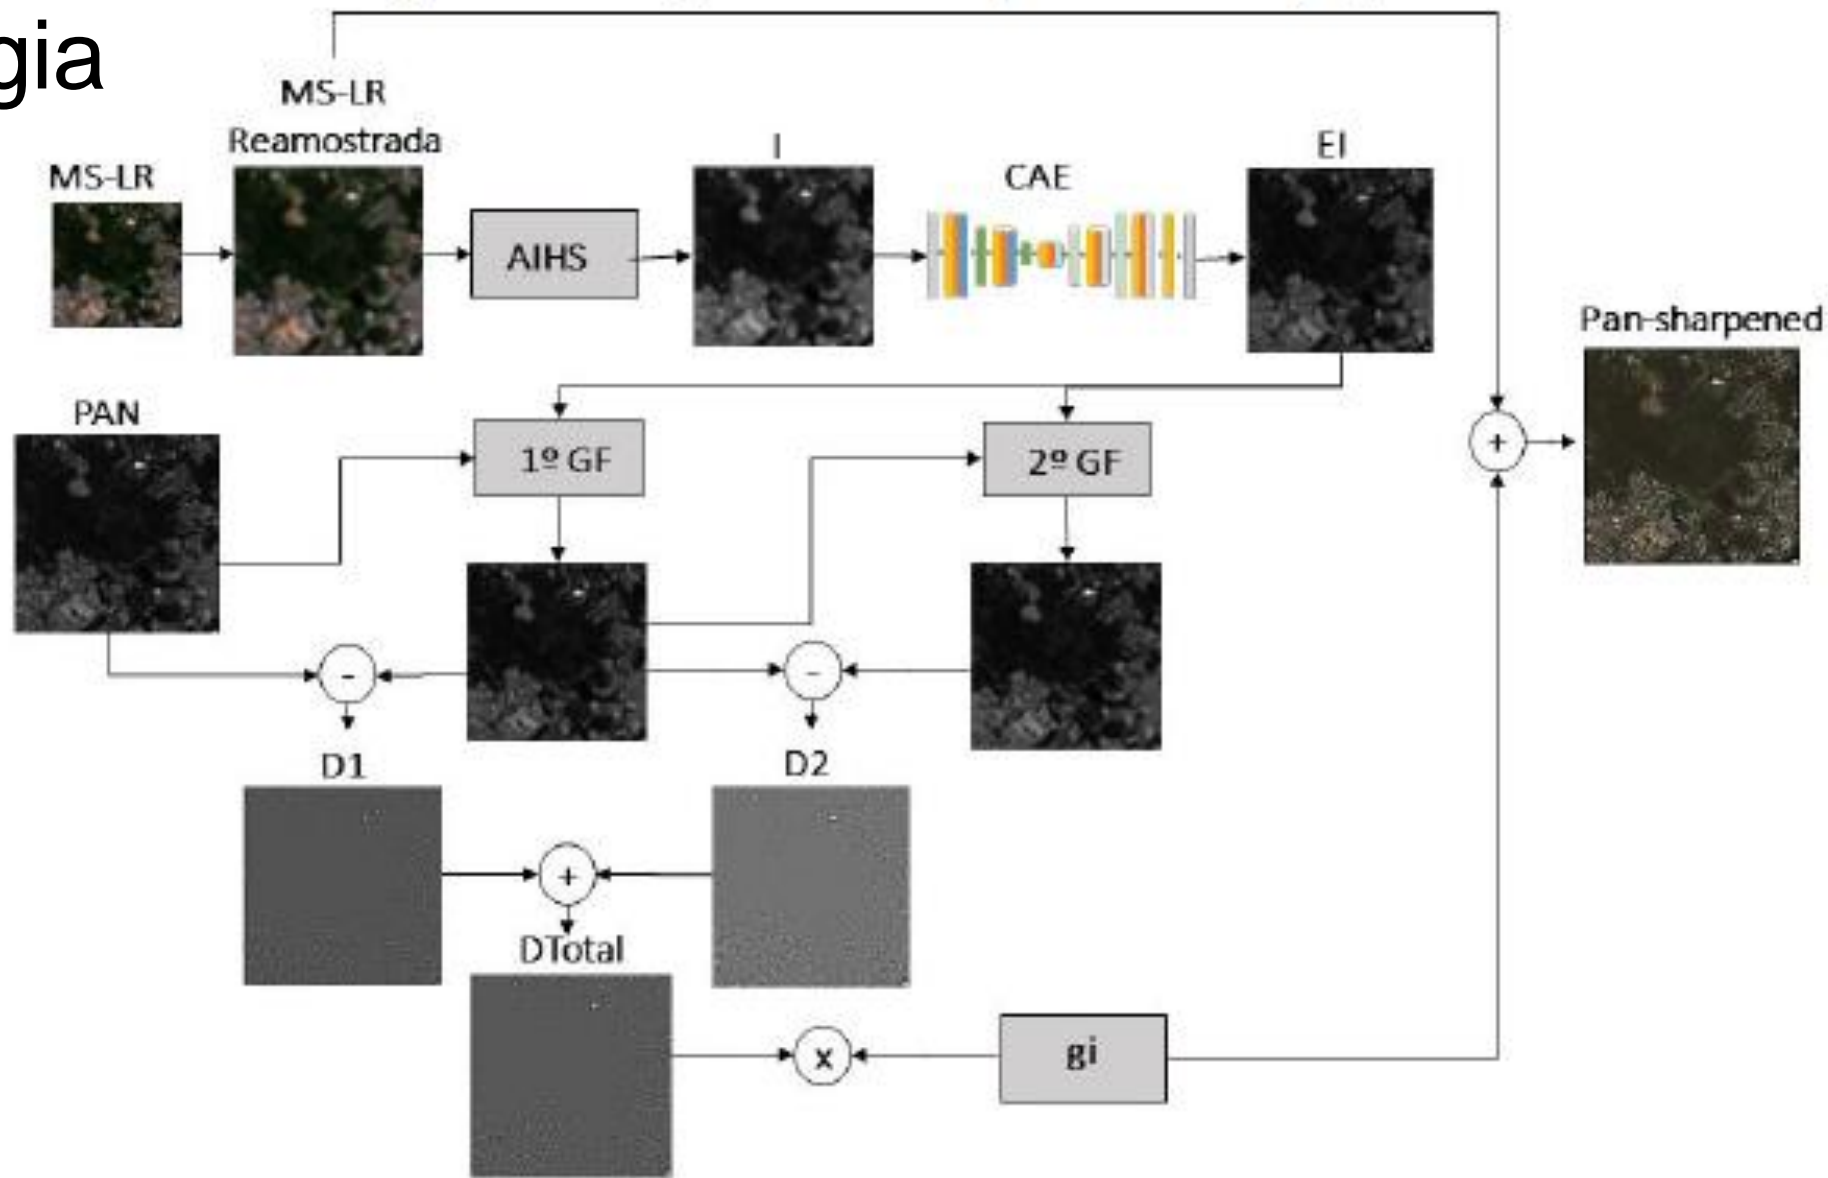 gia
MS-LR
Reamostrada
MS-LR
AIHS
I
CAE
EI
Pan-sharpened
PAN
1º GF
2º GF
+
-
-
D1
D2
+
DTotal
x
gi